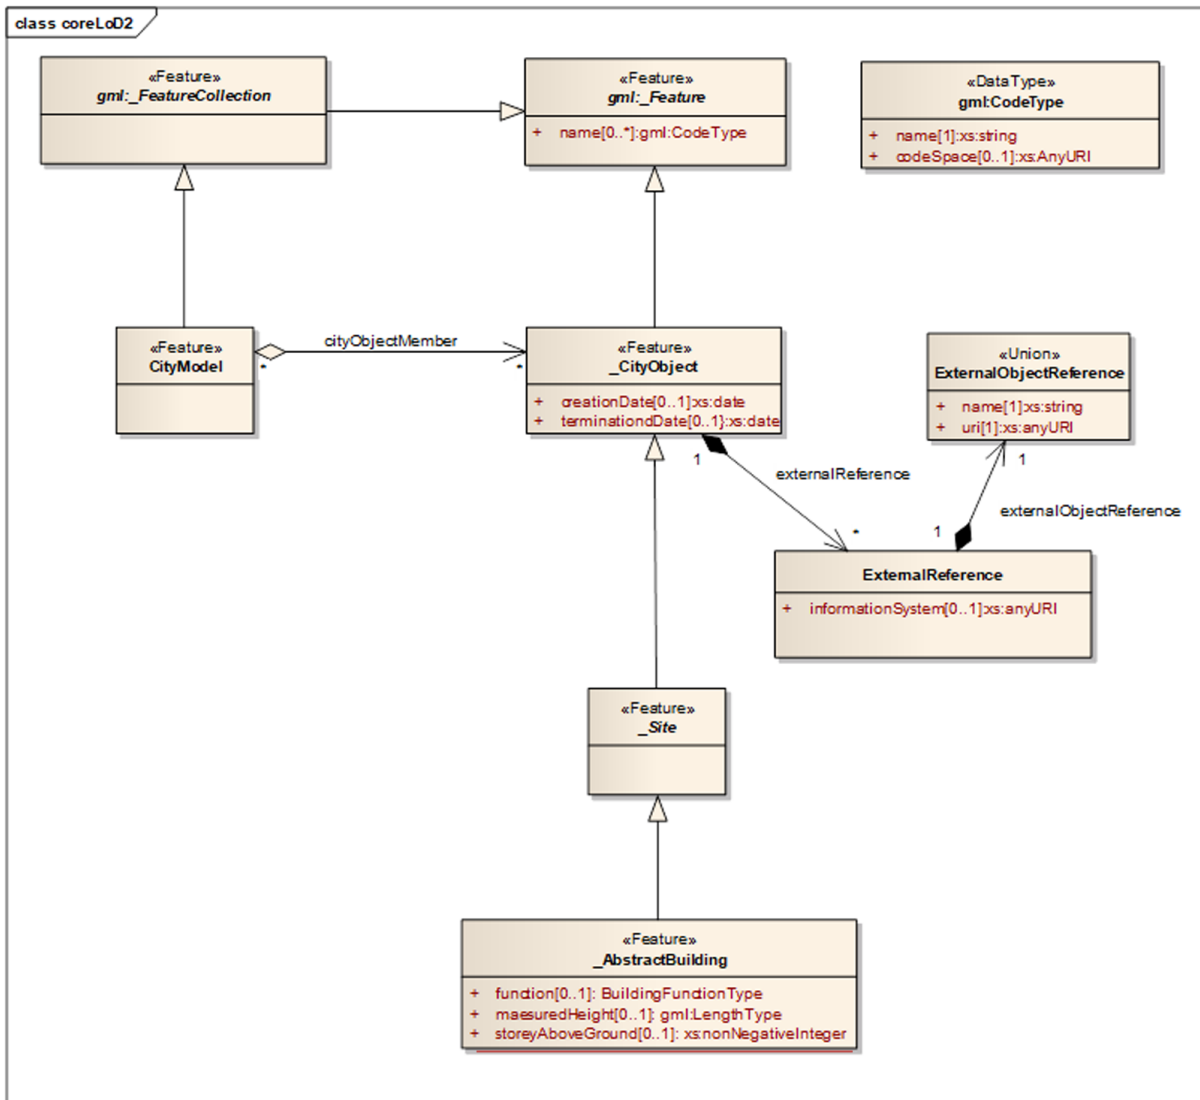 class coreLoD2
«Feature»
gml:_FeatureCollection
«Feature»
gml:_Feature
+ name[0..*]:gml:CodeType
«DataType»
gml:CodeType
+ name[1]:xs:string
+ codeSpace[0..1]:xs:AnyURI
«Feature»
CityModel
cityObjectMember
*
*
«Feature»
_CityObject
+ creationDate[0..1]:xs:date
+ terminationdDate[0..1}:xs:date
«Union»
ExternalObjectReference
+ name[1]:xs:string
+ uri[1]:xs:anyURI
1
externalReference
*
1
externalObjectReference
1
ExternalReference
+ informationSystem[0..1]:xs:anyURI
«Feature»
_Site
«Feature»
_AbstractBuilding
+ function[0..1]: BuildingFunctionType
+ maesuredHeight[0..1]: gml:LengthType
+ storeyAboveGround[0..1]: xs:nonNegativeInteger